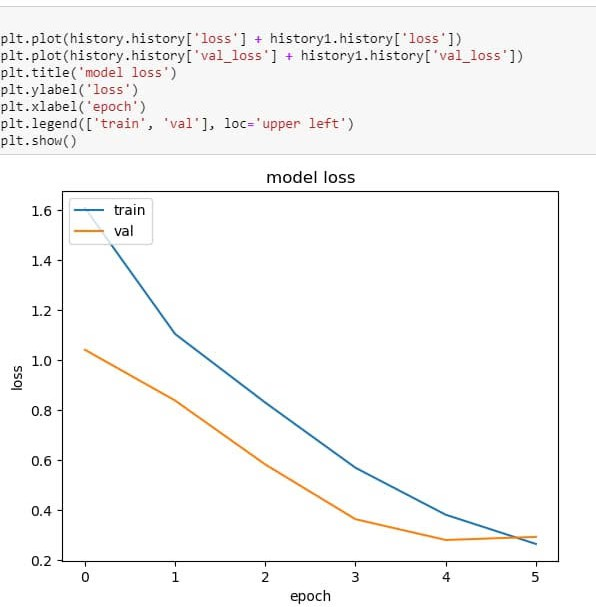 plt.plot(history.history['loss'] + history1.history['loss'])
plt.plot(history.history['val_loss'] + history1.history['val_loss'])
plt.title('model loss')
plt.ylabel('loss')
plt.xlabel('epoch')
plt.legend(['train', 'val'], loc='upper left')
plt.show()
model loss
train
val
1.6
1.4
1.2
1.0
0.8
0.6
0.4
0.2
loss
0 1 2 3 4 5
epoch